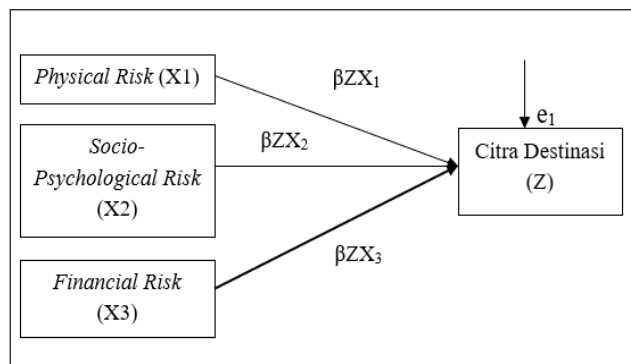 Physical Risk (X1)
βZX₁
e₁
Socio-
Psychological Risk
(X2)
βZX₂
Citra Destinasi
(Z)
βZX₃
Financial Risk
(X3)